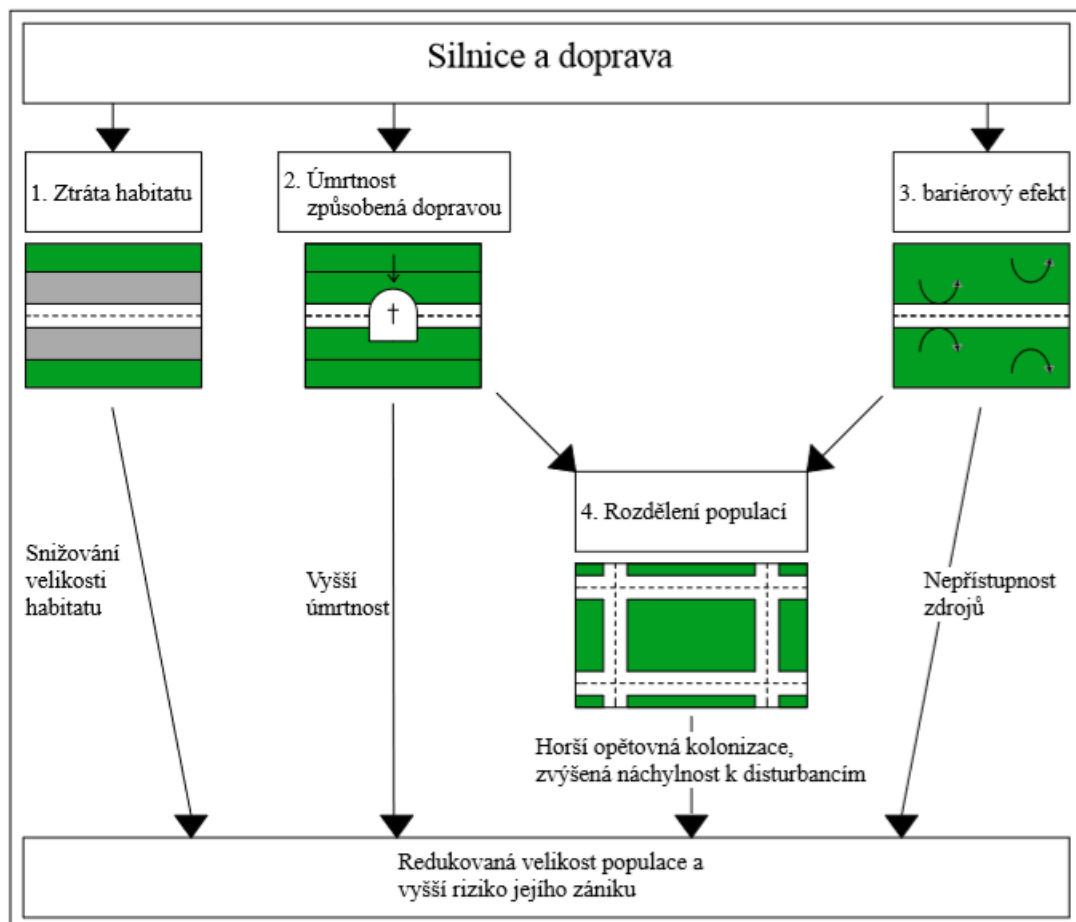 Silnice a doprava
1. Ztráta habitatu
2. Úmrtnost
způsobená dopravou
3. bariérový efekt
4. Rozdělení populací
Snižování
velikosti
habitatu
Vyšší
úmrtnost
Nepřístupnost
zdrojů
Horší opětovná kolonizace,
zvýšená náchylnost k disturbancím
Redukovaná velikost populace a
vyšší riziko jejího zániku